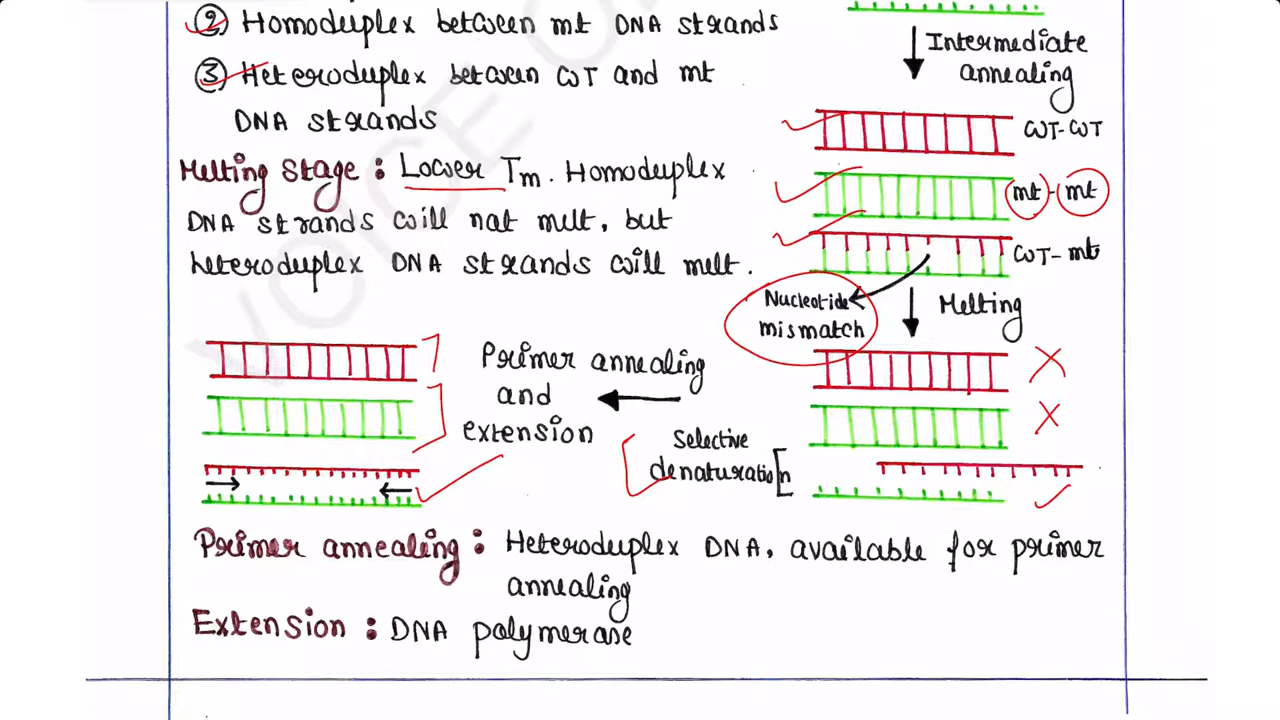 ② Homoduplex between mt DNA strands
③ Heteroduplex between WT and mt
DNA strands
Melting Stage : Lower Tm. Homoduplex
DNA strands will not melt, but
heteroduplex DNA strands will melt.
Intermediate
annealing
WT-WT
mt-mt
WT-mt
Nucleotide
mismatch
Melting
Primer annealing
and
extension
Selective
denaturation
Primer annealing : Heteroduplex DNA, available for primer
annealing
Extension : DNA polymerase